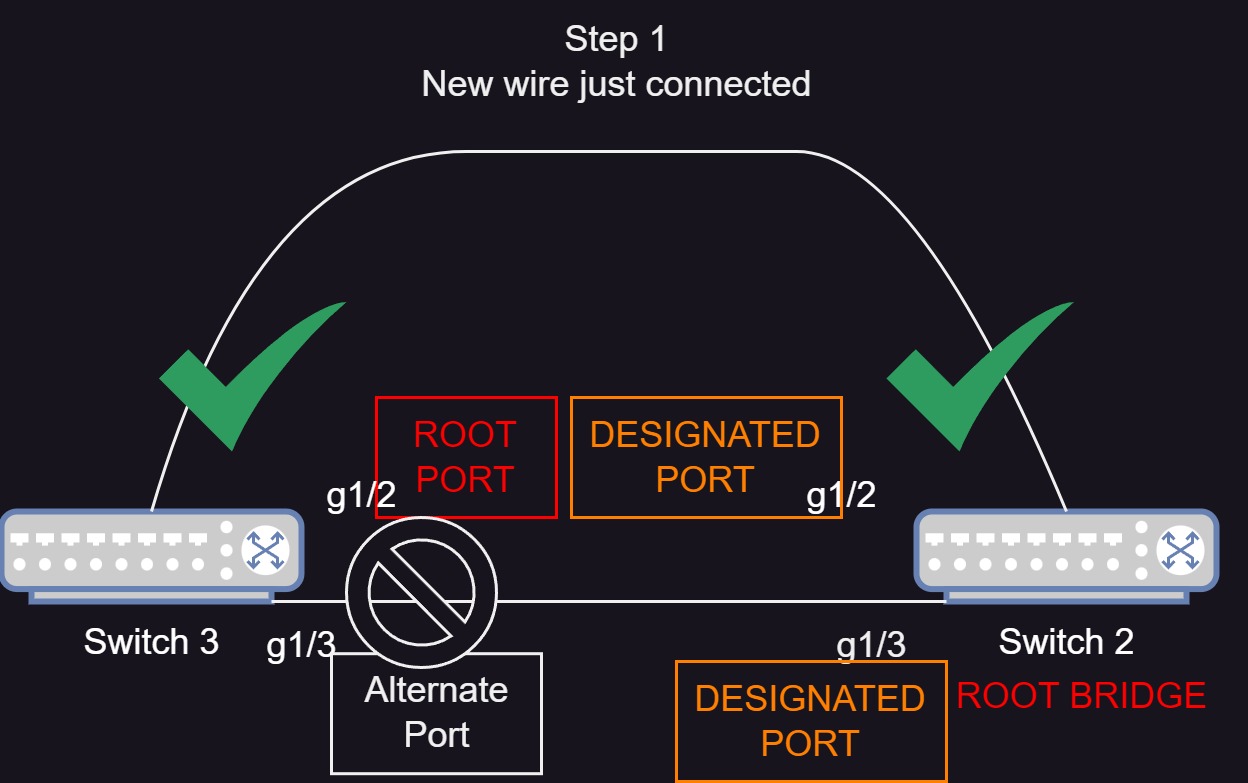 Step 1
New wire just connected
ROOT
PORT
DESIGNATED
PORT
g1/2
g1/2
Switch 3
g1/3
g1/3
Switch 2
Alternate
Port
DESIGNATED
PORT
ROOT BRIDGE